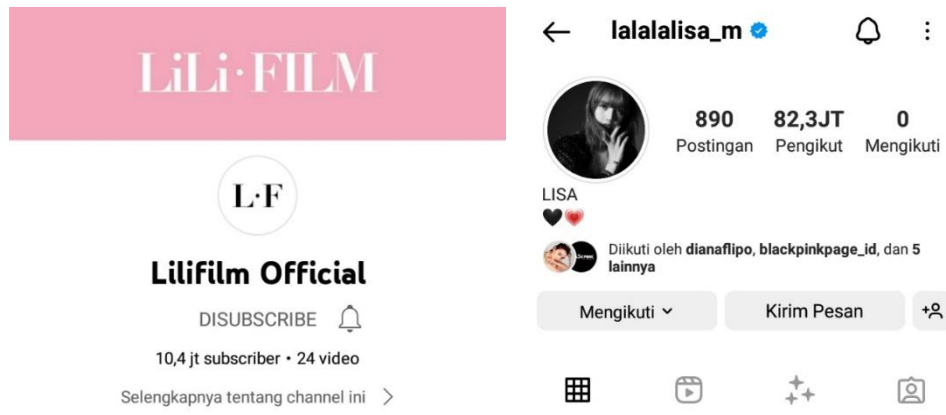 LiLi·FILM
L·F
Lilifilm Official
DISUBSCRIBE
10,4 jt subscriber • 24 video
Selengkapnya tentang channel ini
lalalalisa_m
890 82,3JT 0
Postingan Pengikut Mengikuti
LISA
🖤💗
Diikuti oleh dianaflipo, blackpinkpage_id, dan 5
lainnya
Mengikuti Kirim Pesan